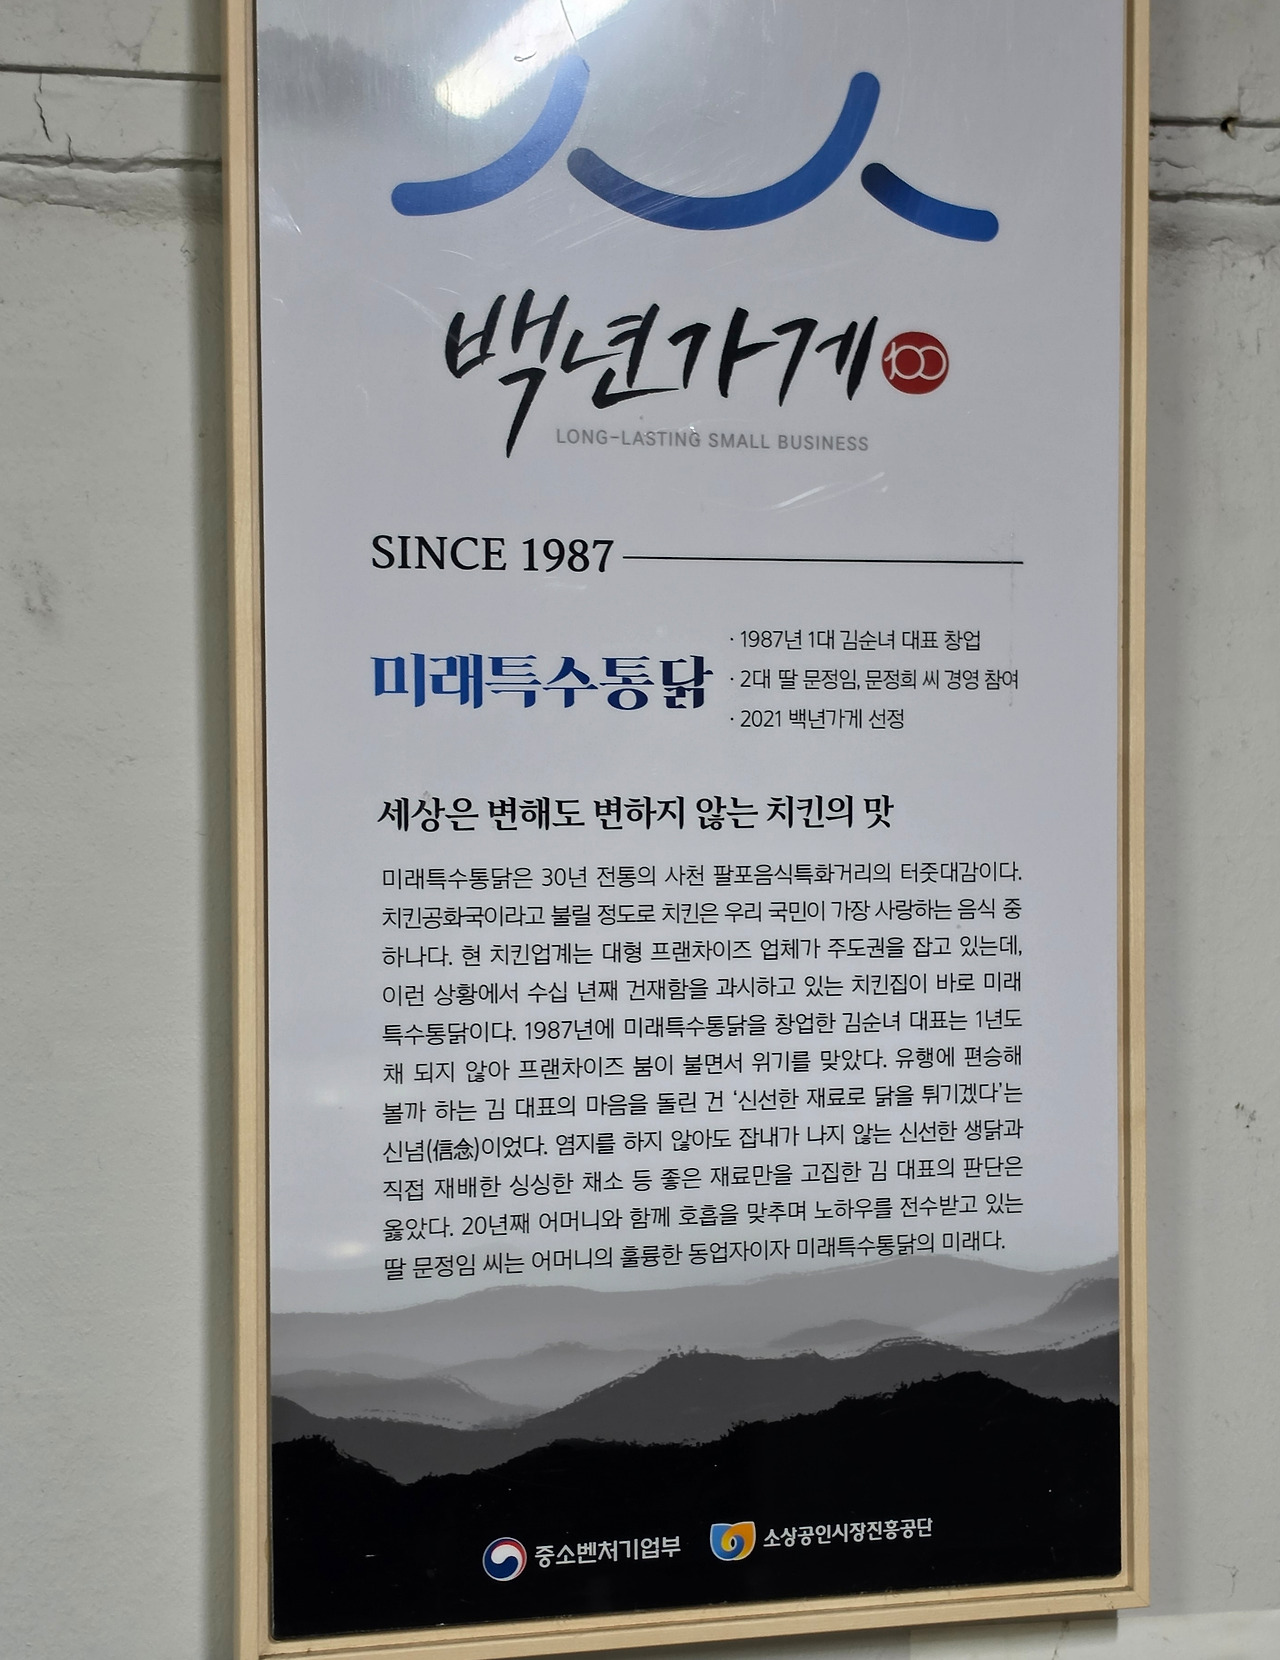 백년가게 100
LONG-LASTING SMALL BUSINESS
SINCE 1987
미래특수통닭
· 1987년 1대 김순녀 대표 창업
· 2대 딸 문정임, 문정희 씨 경영 참여
· 2021 백년가게 선정
세상은 변해도 변하지 않는 치킨의 맛
미래특수통닭은 30년 전통의 사천 팔포음식특화거리의 터줏대감이다.
치킨공화국이라고 불릴 정도로 치킨은 우리 국민이 가장 사랑하는 음식 중
하나다. 현 치킨업계는 대형 프랜차이즈 업체가 주도권을 잡고 있는데,
이런 상황에서 수십 년째 건재함을 과시하고 있는 치킨집이 바로 미래
특수통닭이다. 1987년에 미래특수통닭을 창업한 김순녀 대표는 1년도
채 되지 않아 프랜차이즈 붐이 불면서 위기를 맞았다. 유행에 편승해
볼까 하는 김 대표의 마음을 돌린 건 ‘신선한 재료로 닭을 튀기겠다’는
신념(信念)이었다. 염지를 하지 않아도 잡내가 나지 않는 신선한 생닭과
직접 재배한 싱싱한 채소 등 좋은 재료만을 고집한 김 대표의 판단은
옳았다. 20년째 어머니와 함께 호흡을 맞추며 노하우를 전수받고 있는
딸 문정임 씨는 어머니의 훌륭한 동업자이자 미래특수통닭의 미래다.
중소벤처기업부 소상공인시장진흥공단